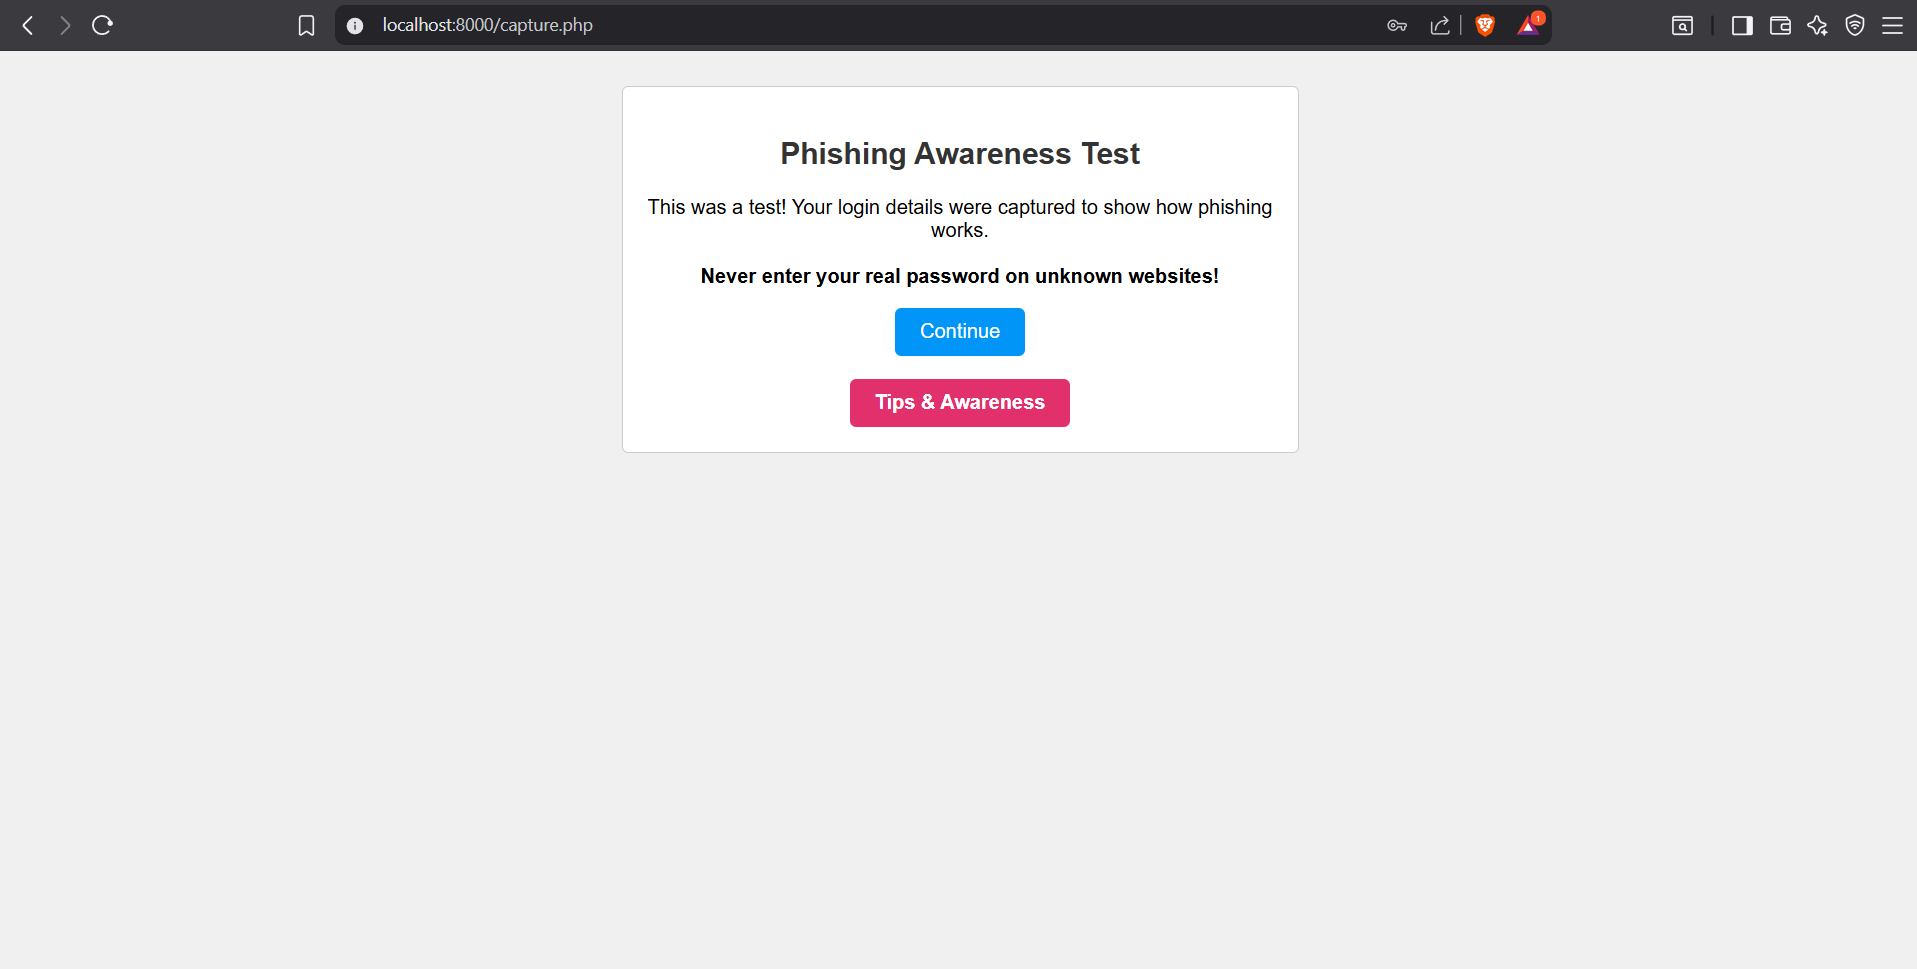 localhost:8000/capture.php
1
Phishing Awareness Test
This was a test! Your login details were captured to show how phishing
works.
Never enter your real password on unknown websites!
Continue
Tips & Awareness